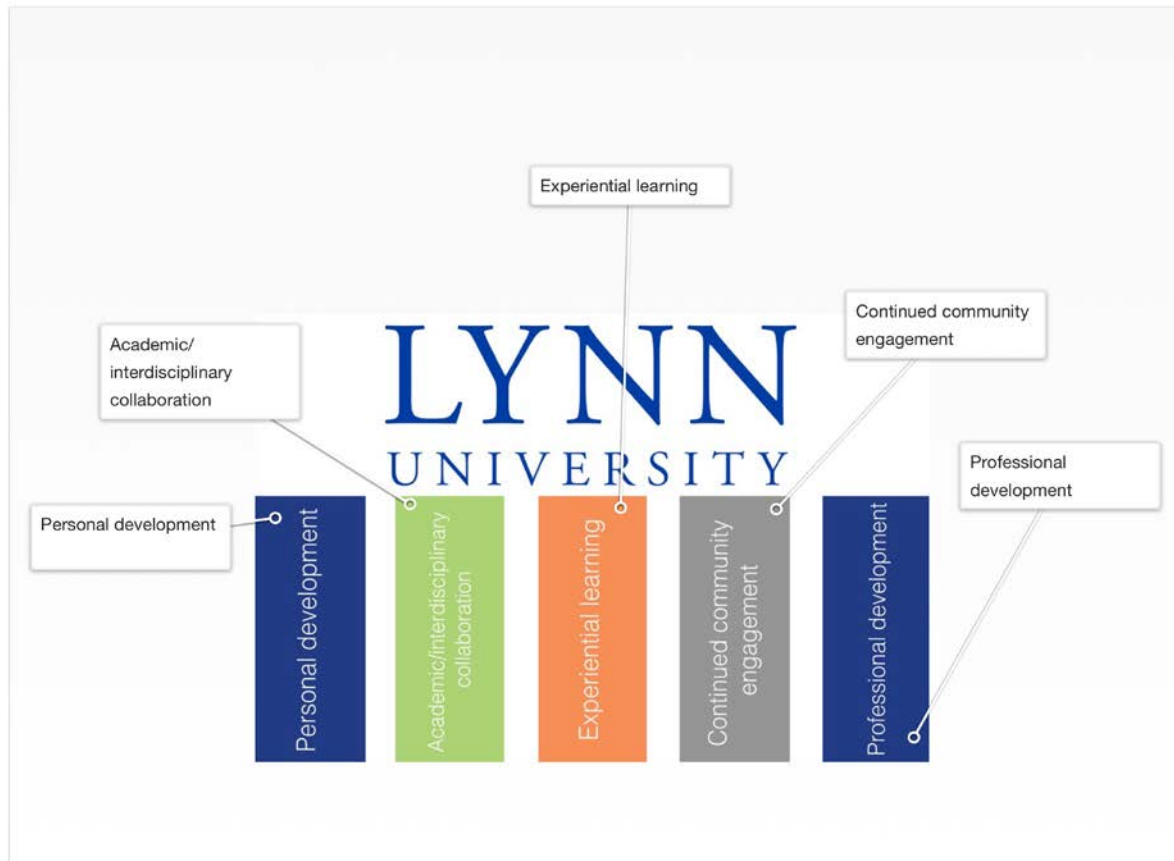 Experiential learning
Continued community
engagement
Academic/
interdisciplinary
collaboration
LYNN
UNIVERSITY
Professional
development
Personal development
Personal development
Academic/interdisciplinary
collaboration
Experiential learning
Continued community
engagement
Professional development